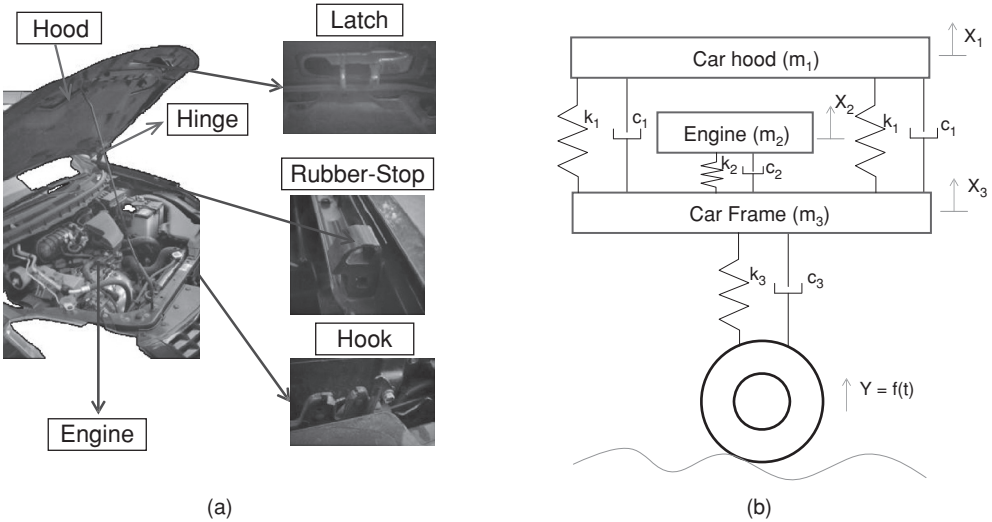 Hood
Latch
Hinge
Rubber-Stop
Hook
Engine
(a)
X₁
Car hood (m₁)
X₂
k₁
c₁
Engine (m₂)
k₁
c₁
k₂
c₂
X₃
Car Frame (m₃)
k₃
c₃
Y = f(t)
(b)